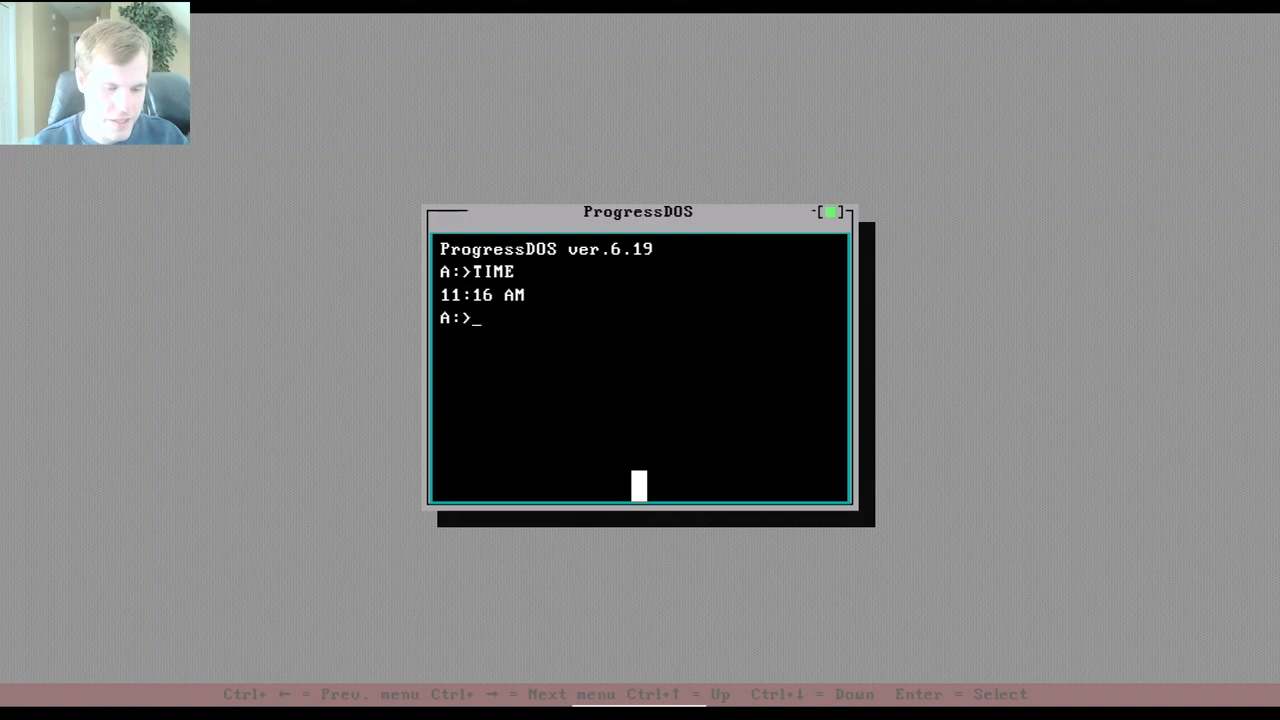 ProgressDOS
-[■]
ProgressDOS ver.6.19
A:>TIME
11:16 AM
A:>_
Ctrl+ ← = Prev. menu Ctrl+ → = Next menu Ctrl+↑ = Up Ctrl+↓ = Down Enter = Select